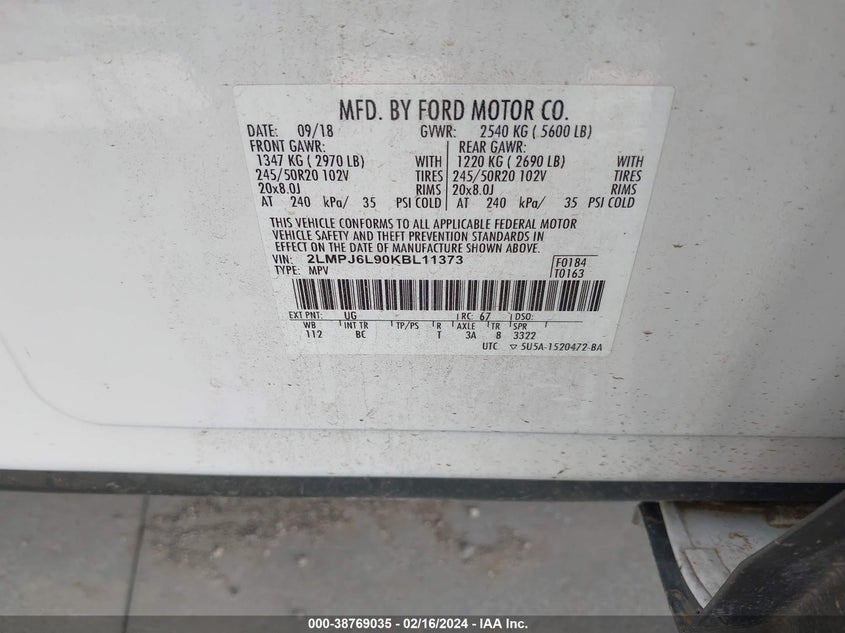 MFD. BY FORD MOTOR CO.
DATE: 09/18 GVWR: 2540 KG ( 5600 LB)
FRONT GAWR: REAR GAWR:
1347 KG ( 2970 LB) WITH 1220 KG ( 2690 LB) WITH
245/50R20 102V TIRES 245/50R20 102V TIRES
20x8.0J RIMS 20x8.0J RIMS
AT 240 kPa/ 35 PSI COLD AT 240 kPa/ 35 PSI COLD
THIS VEHICLE CONFORMS TO ALL APPLICABLE FEDERAL MOTOR
VEHICLE SAFETY AND THEFT PREVENTION STANDARDS IN
EFFECT ON THE DATE OF MANUFACTURE SHOWN ABOVE.
VIN: 2LMPJ6L90KBL11373 F0184
TYPE: MPV T0163
EXT PNT: UG RC: 67 DSO:
WB INT TR TP/PS R AXLE TR SPR
112 BC T 3A 8 3322
UTC ▽ 5U5A-1520472-BA
000-38769035 - 02/16/2024 - IAA Inc.